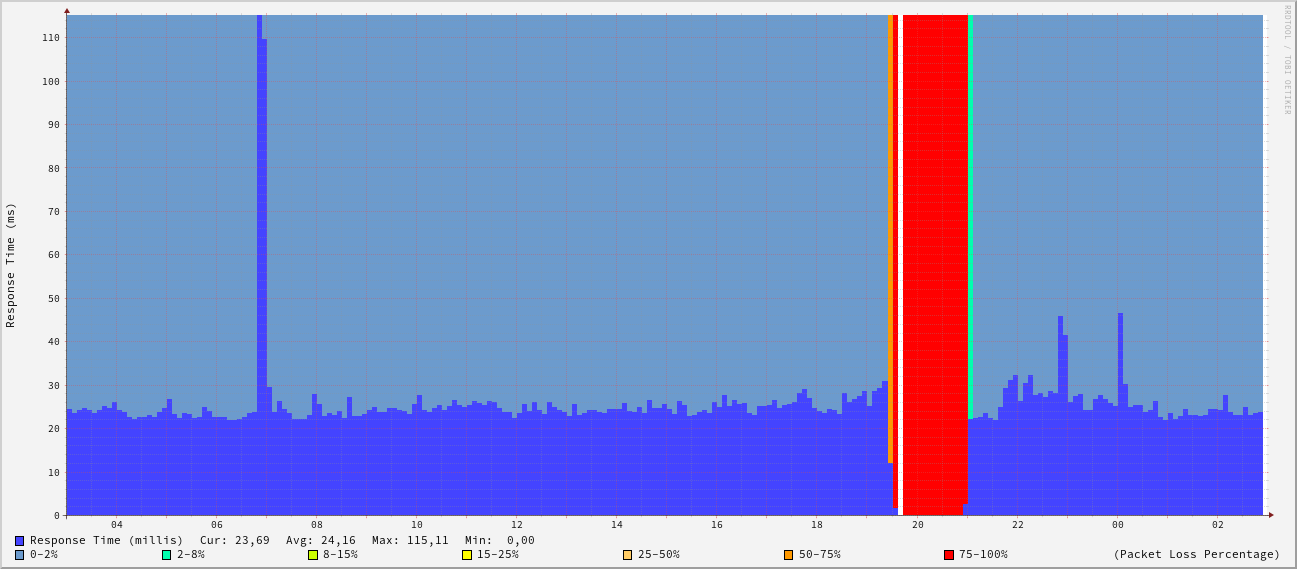 RRDTOOL / TOBI OETIKER
Response Time (ms)
110
100
90
80
70
60
50
40
30
20
10
0
04 06 08 10 12 14 16 18 20 22 00 02
Response Time (millis) Cur: 23,69 Avg: 24,16 Max: 115,11 Min: 0,00
0-2% 2-8% 8-15% 15-25% 25-50% 50-75% 75-100% (Packet Loss Percentage)